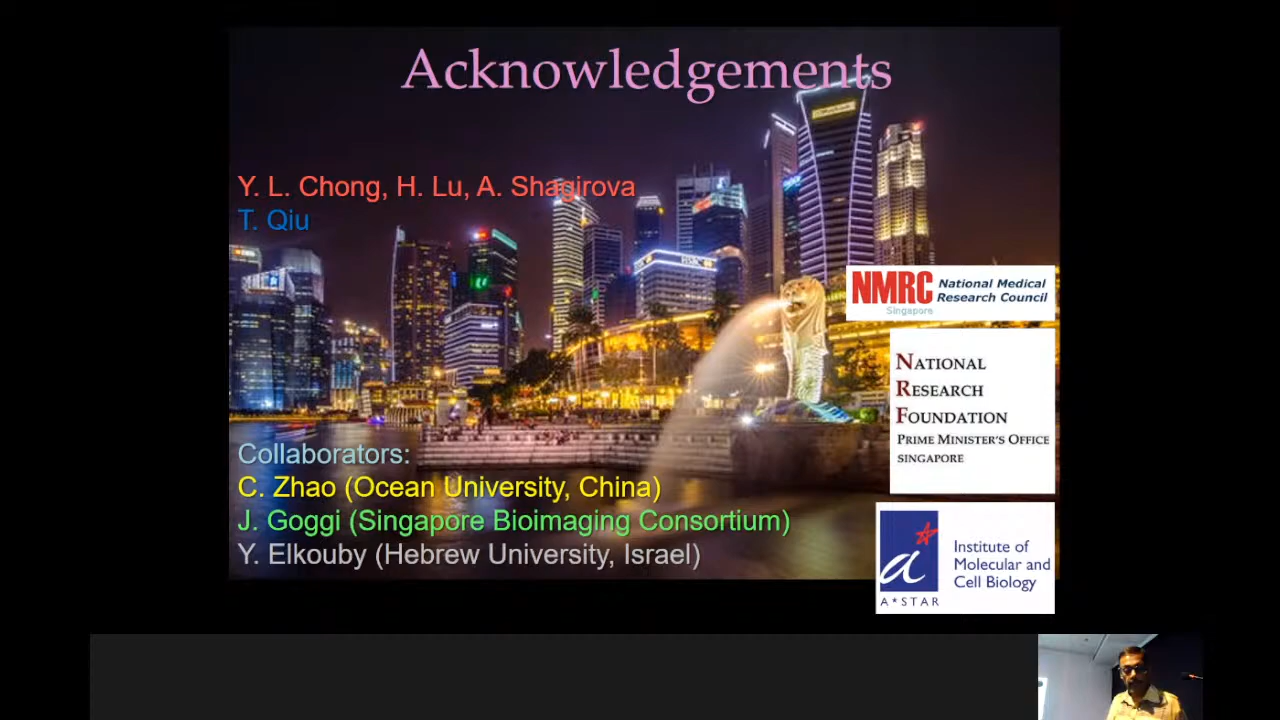 Acknowledgements
Y. L. Chong, H. Lu, A. Shagirova
T. Qiu
NMRC National Medical
Research Council
Singapore
NATIONAL
RESEARCH
FOUNDATION
PRIME MINISTER'S OFFICE
SINGAPORE
Collaborators:
C. Zhao (Ocean University, China)
J. Goggi (Singapore Bioimaging Consortium)
Y. Elkouby (Hebrew University, Israel)
a
Institute of
Molecular and
Cell Biology
A*STAR